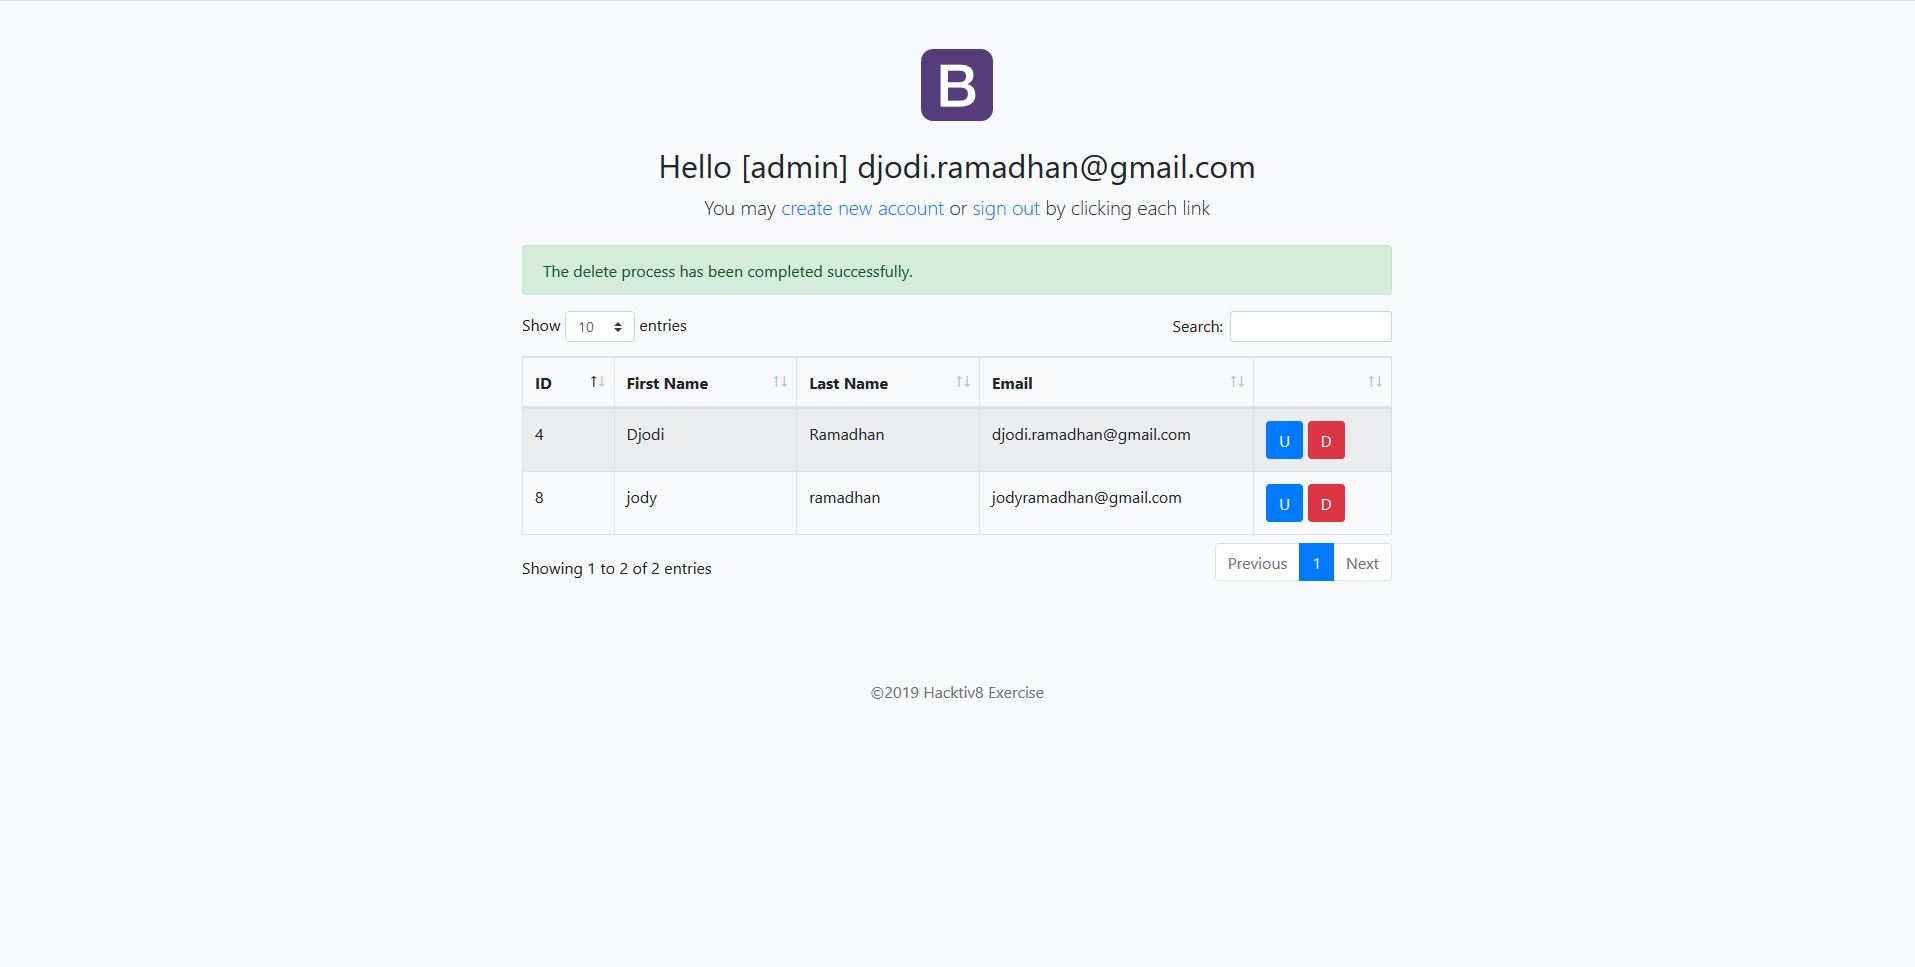 B
Hello [admin] djodi.ramadhan@gmail.com
You may create new account or sign out by clicking each link
The delete process has been completed successfully.
Show 10 entries Search:
ID First Name Last Name Email
4 Djodi Ramadhan djodi.ramadhan@gmail.com U D
8 jody ramadhan jodyramadhan@gmail.com U D
Showing 1 to 2 of 2 entries Previous 1 Next
©2019 Hacktiv8 Exercise